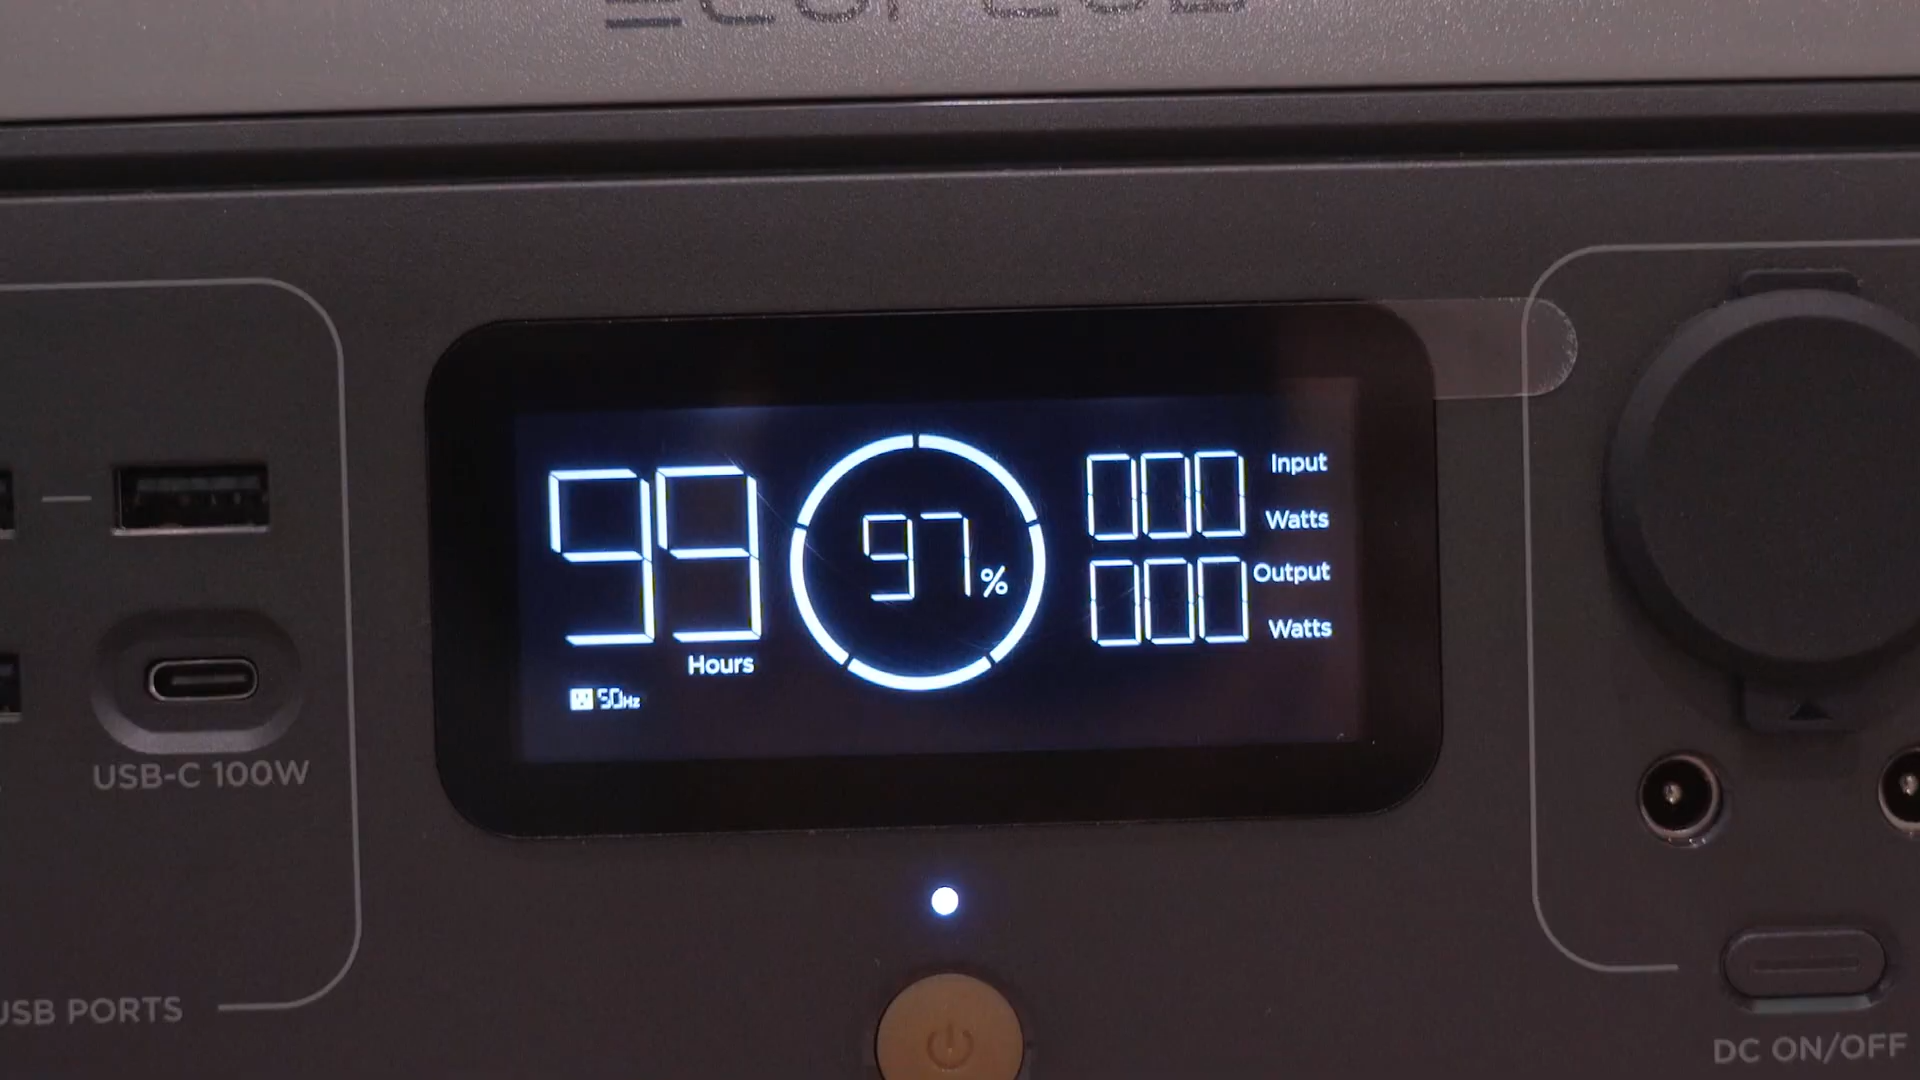 99
Hours
50Hz
97%
000 Input
Watts
000 Output
Watts
USB-C 100W
USB PORTS
DC ON/OFF